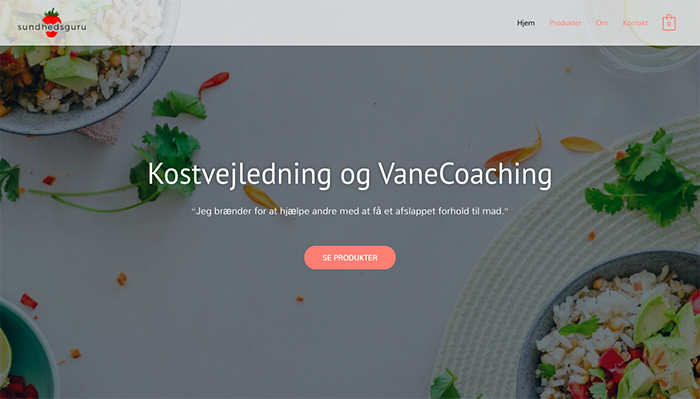 sundhedsguru
Hjem Produkter Om Kontakt 0
Kostvejledning og VaneCoaching
“Jeg brænder for at hjælpe andre med at få et afslappet forhold til mad.”
SE PRODUKTER